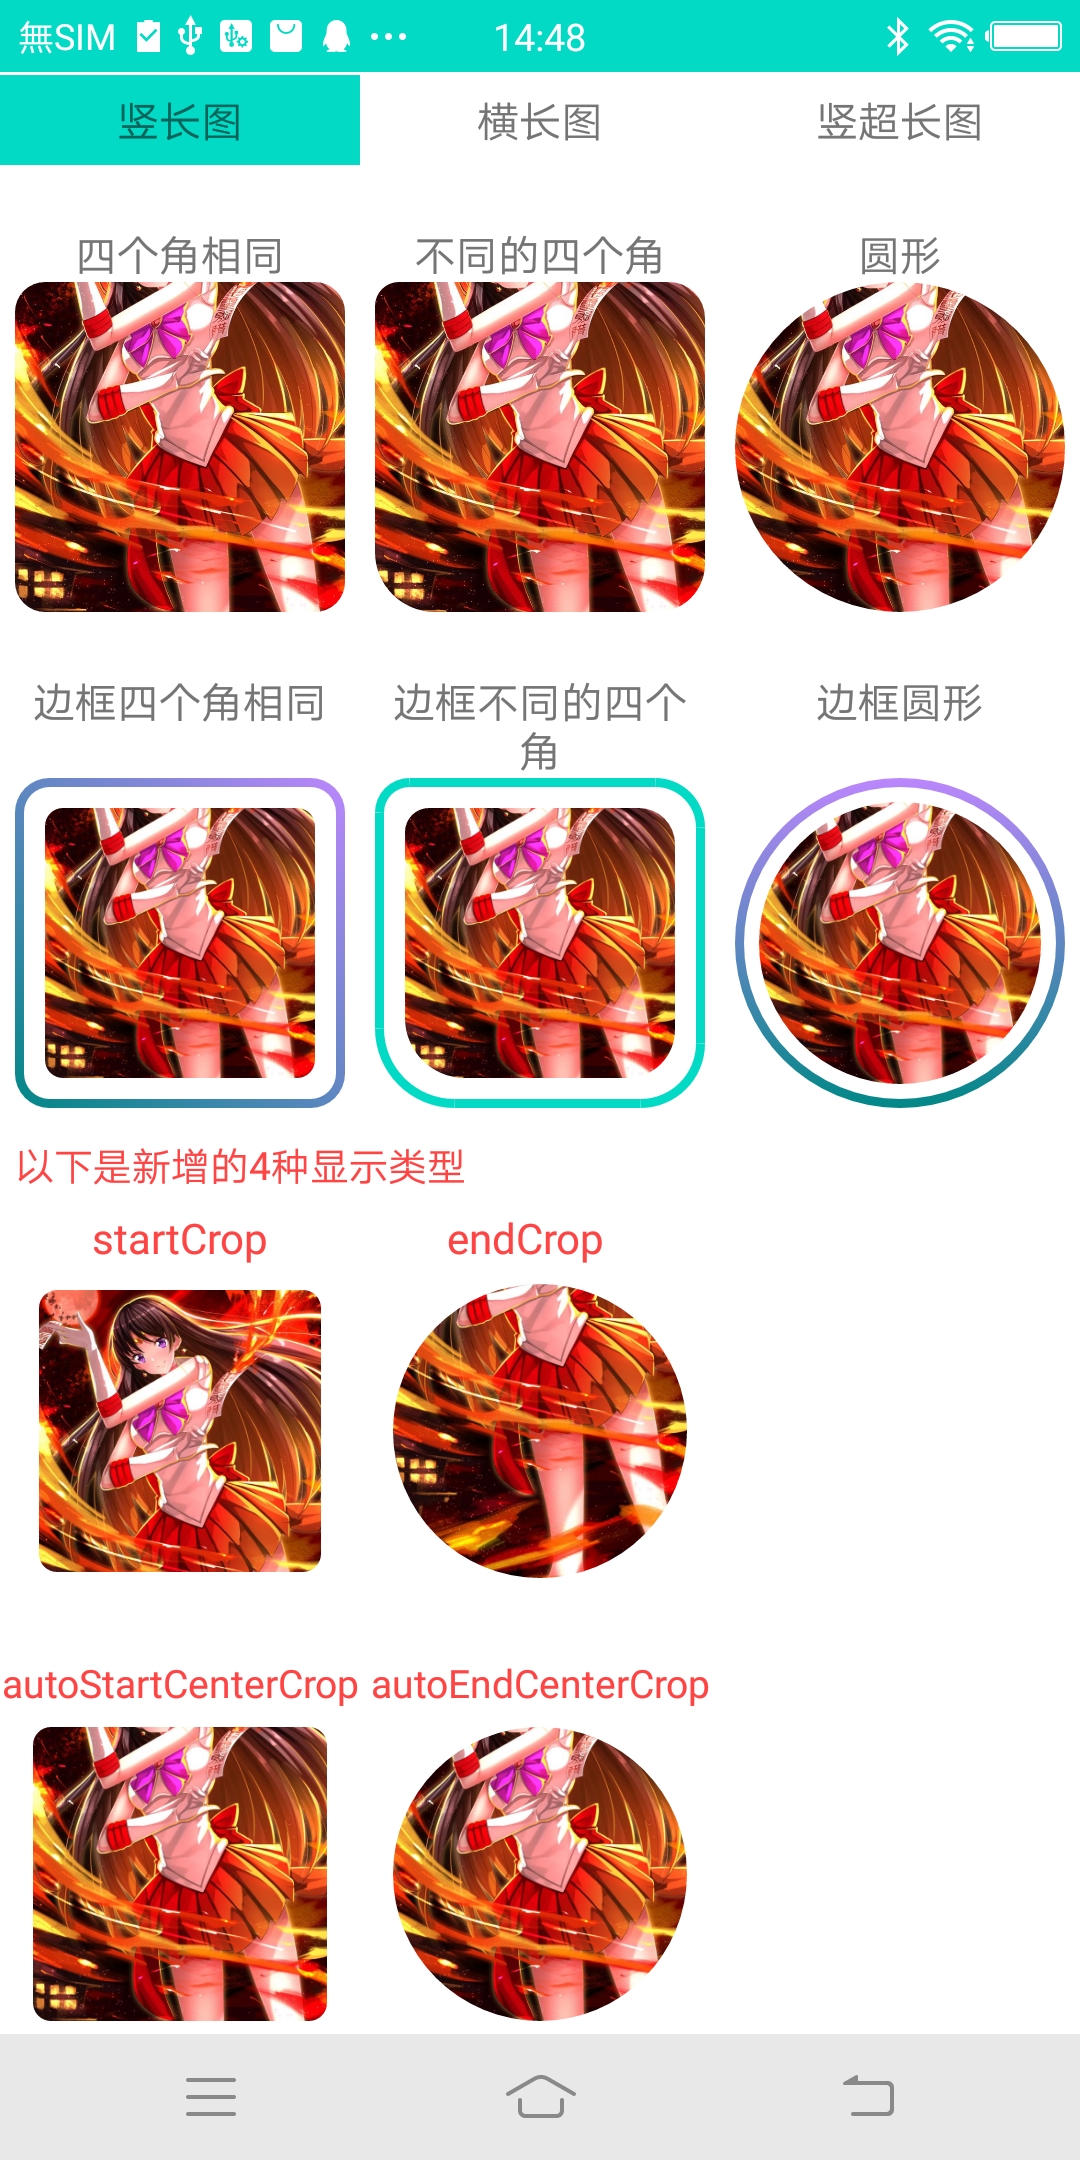 無SIM 14:48
竖长图 横长图 竖超长图
四个角相同 不同的四个角 圆形
边框四个角相同 边框不同的四个角 边框圆形
以下是新增的4种显示类型
startCrop endCrop
autoStartCenterCrop autoEndCenterCrop